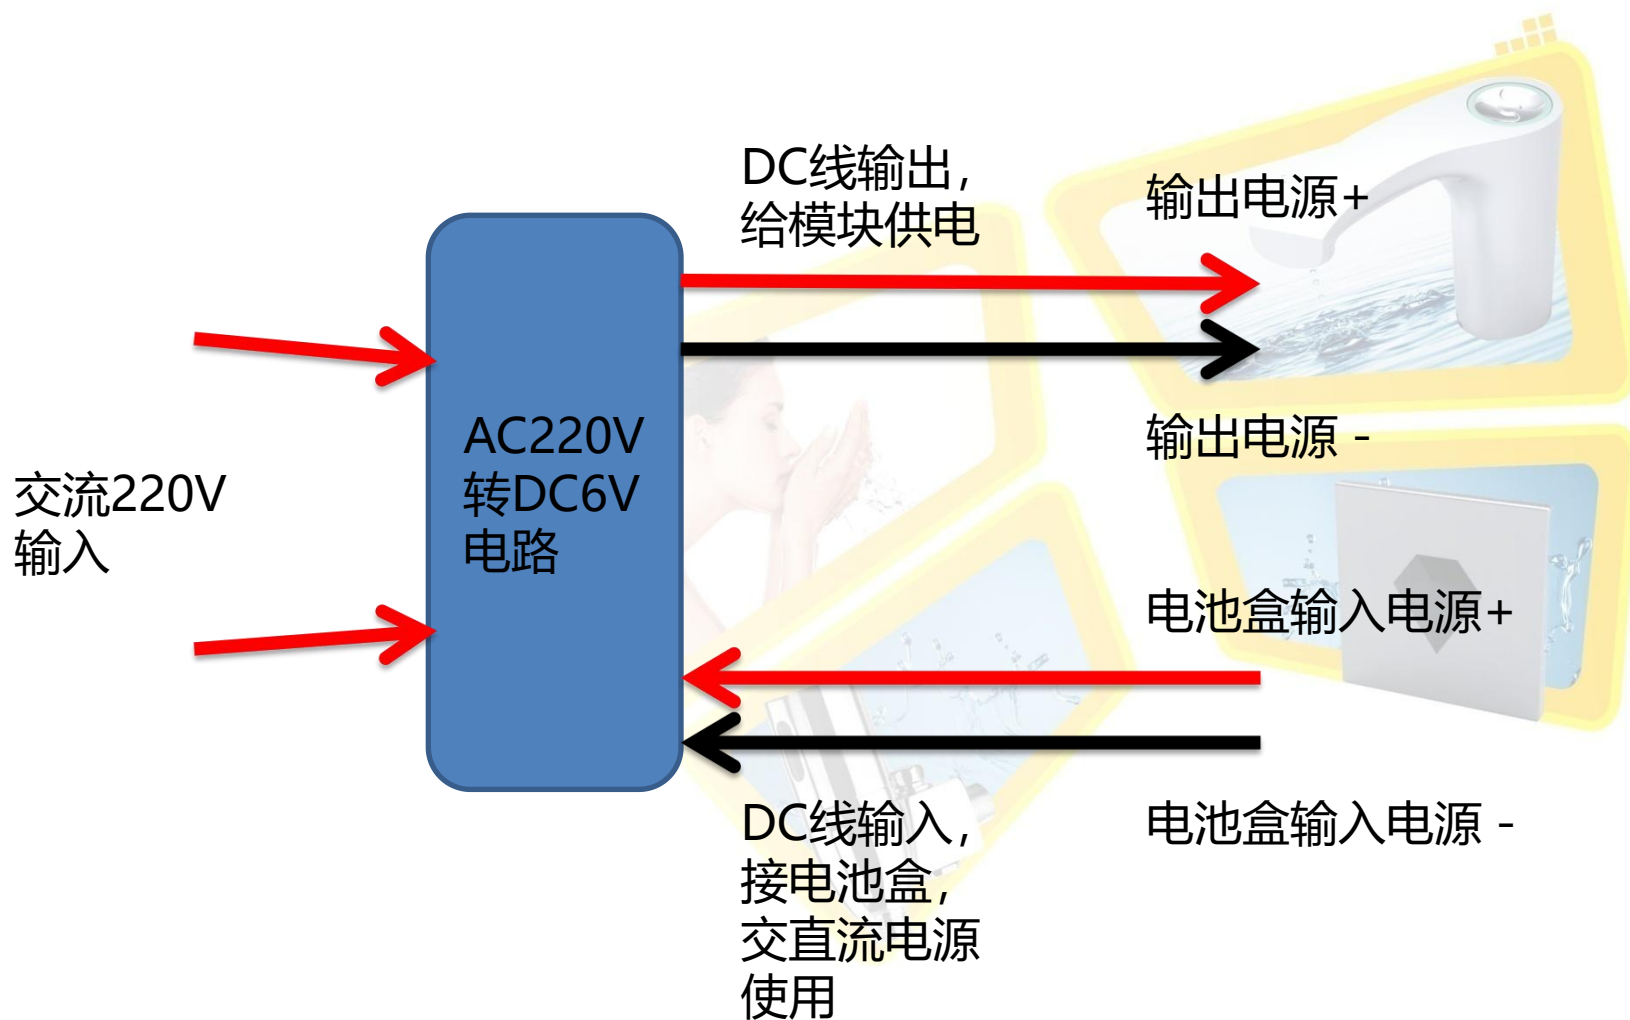 DC线输出，
给模块供电
输出电源+
AC220V
转DC6V
电路
输出电源 -
交流220V
输入
电池盒输入电源+
DC线输入，
接电池盒，
交直流电源
使用
电池盒输入电源 -